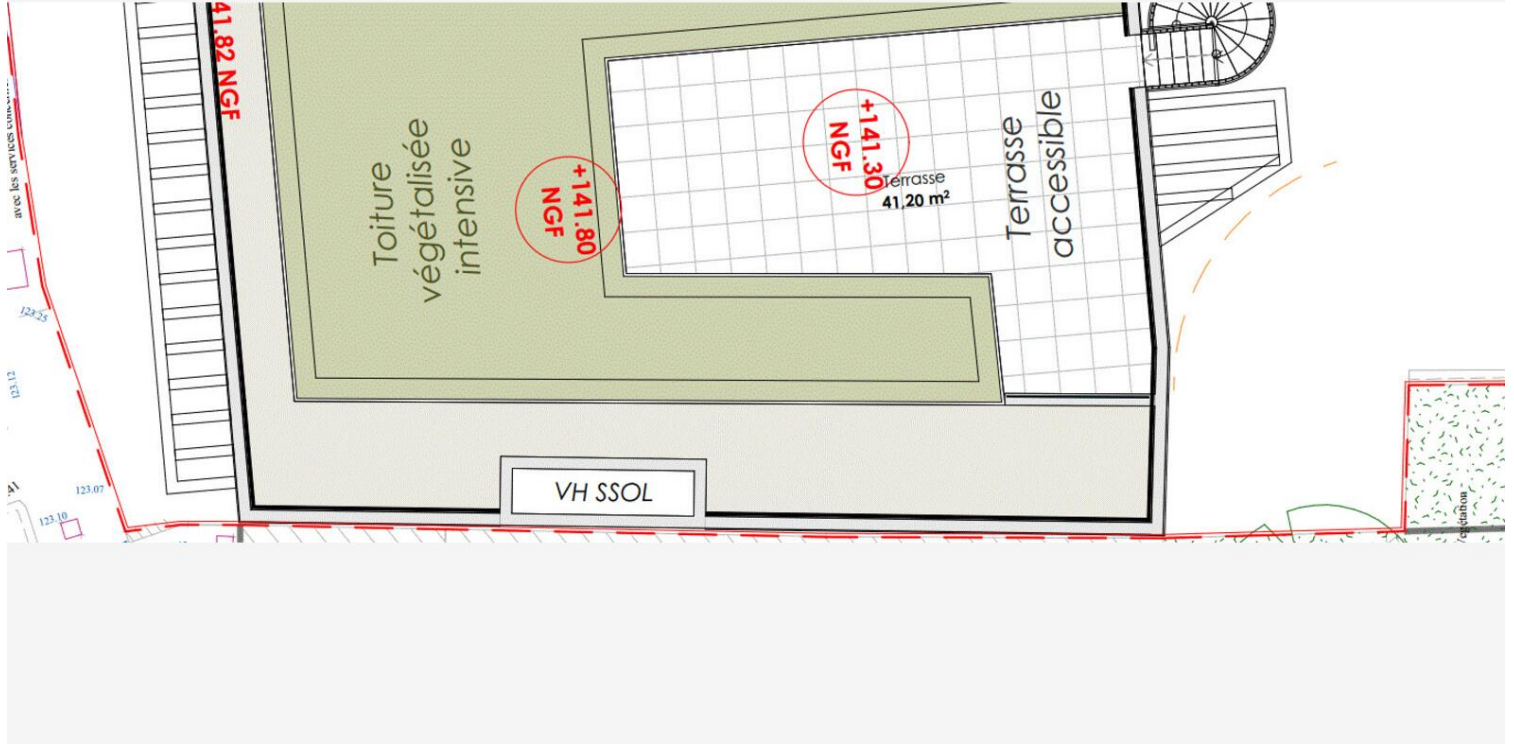 41.82 NGF
avec les services
Toiture
végétalisée
intensive
+141.80
NGF
+141.30
NGF
Terrasse
41,20 m²
Terrasse
accessible
123.25
123.12
123.07
123.10
VH SSOL